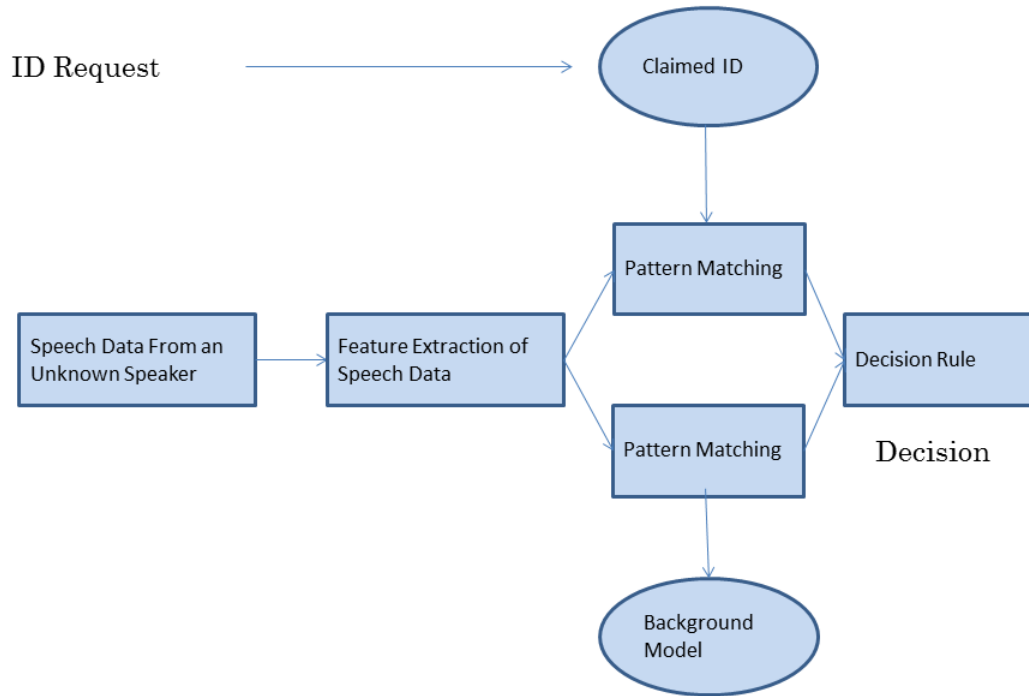 ID Request
Claimed ID
Pattern Matching
Speech Data From an
Unknown Speaker
Feature Extraction of
Speech Data
Decision Rule
Pattern Matching
Decision
Background
Model